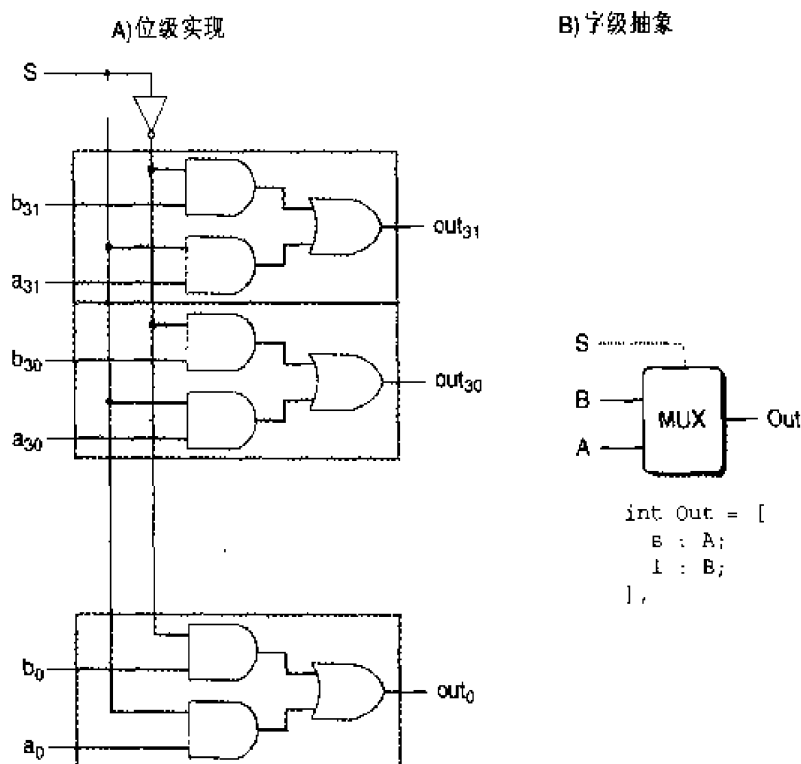 A)位级实现
B)字级抽象
S
b31
a31
out31
b30
a30
out30
b0
a0
out0
S
B
A
MUX
Out
int Out = [
s : A;
1 : B;
],